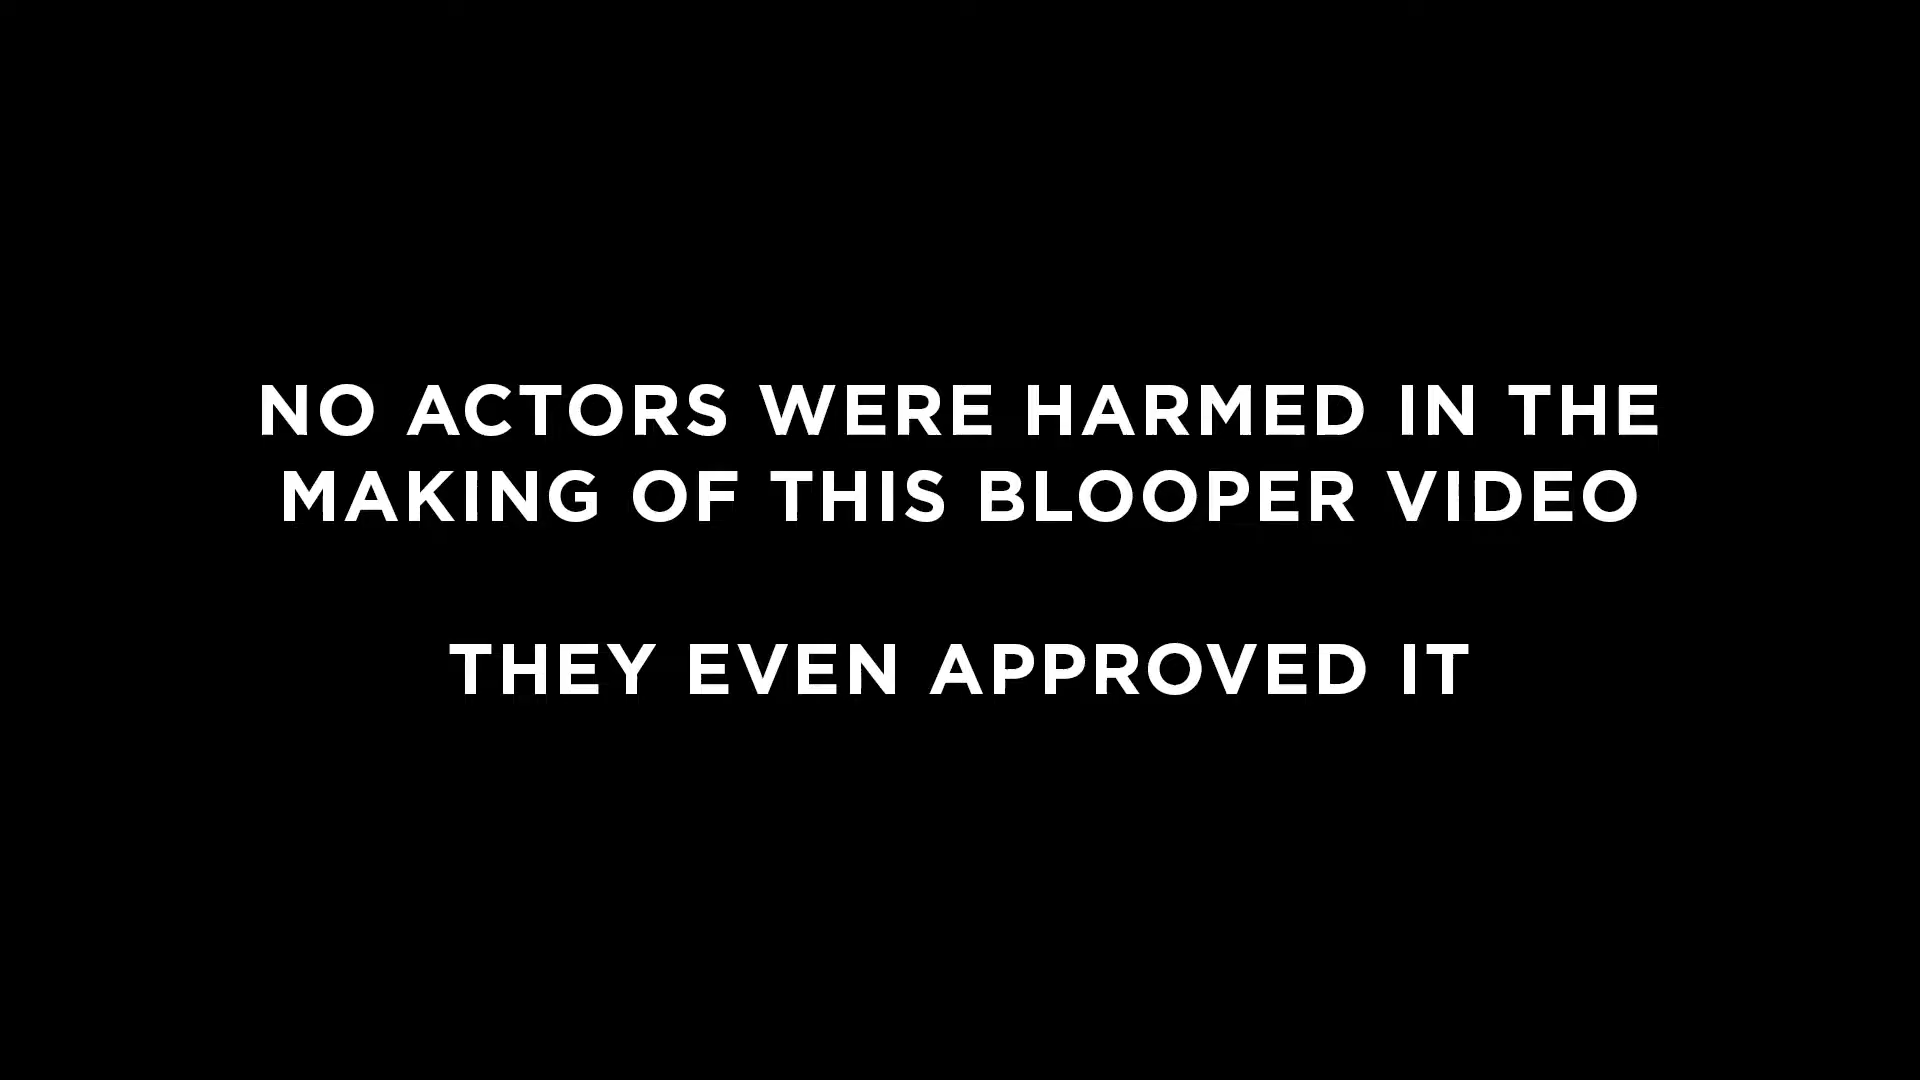 NO ACTORS WERE HARMED IN THE
MAKING OF THIS BLOOPER VIDEO
THEY EVEN APPROVED IT